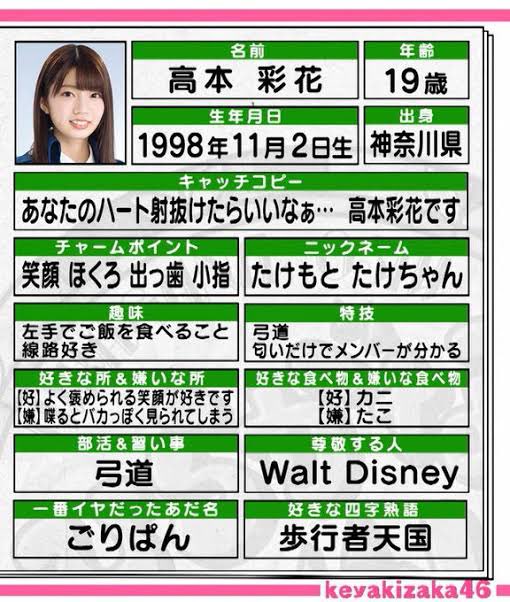 名前
高本 彩花
年齢
19歳
生年月日
1998年11月2日生
出身
神奈川県
キャッチコピー
あなたのハート射抜けたらいいなぁ… 高本彩花です
チャームポイント
笑顔 ほくろ 出っ歯 小指
ニックネーム
たけもと たけちゃん
趣味
左手でご飯を食べること
線路好き
特技
弓道
匂いだけでメンバーが分かる
好きな所＆嫌いな所
【好】よく褒められる笑顔が好きです
【嫌】喋るとバカっぽく見られてしまう
好きな食べ物＆嫌いな食べ物
【好】カニ
【嫌】たこ
部活＆習い事
弓道
尊敬する人
Walt Disney
一番イヤだったあだ名
ごりぱん
好きな四字熟語
歩行者天国
keyakizaka46